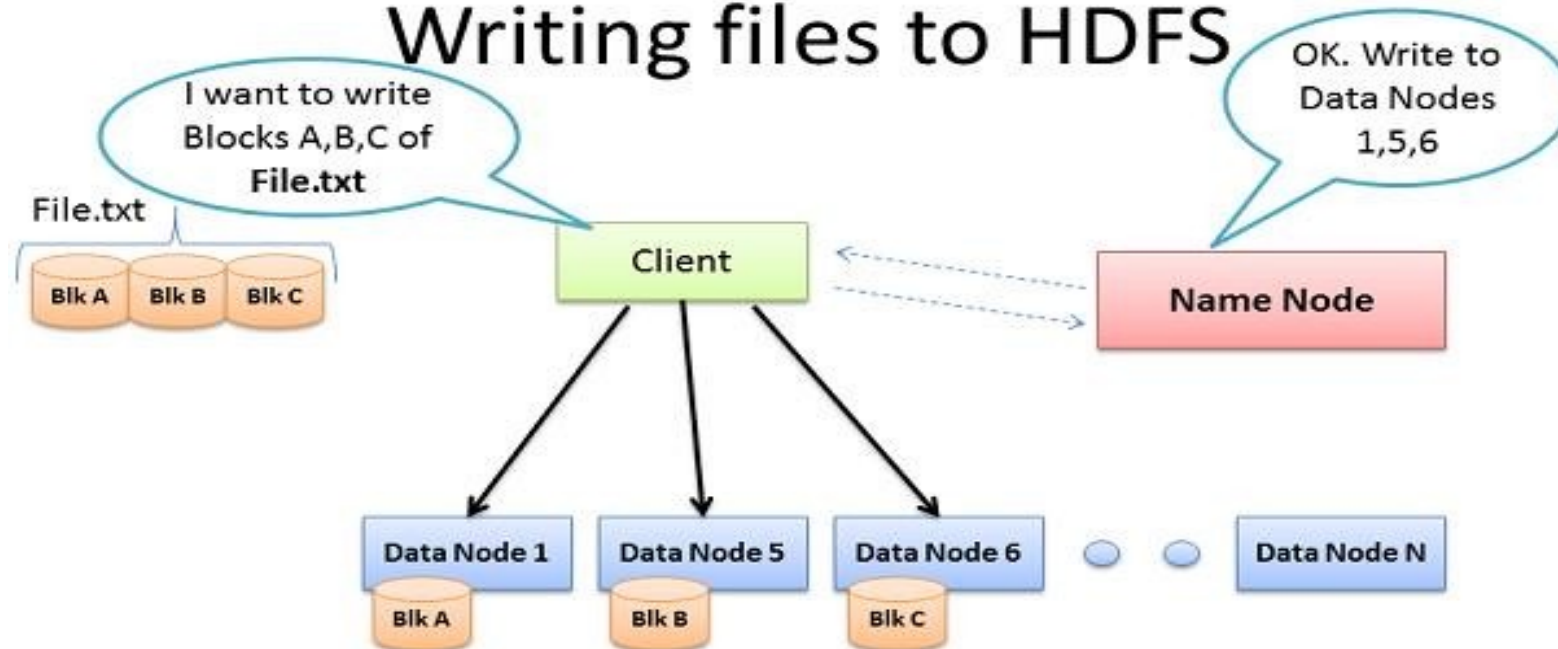 Writing files to HDFS
I want to write
Blocks A,B,C of
File.txt
OK. Write to
Data Nodes
1,5,6
File.txt
Blk A
Blk B
Blk C
Client
Name Node
Data Node 1
Data Node 5
Data Node 6
Data Node N
Blk A
Blk B
Blk C